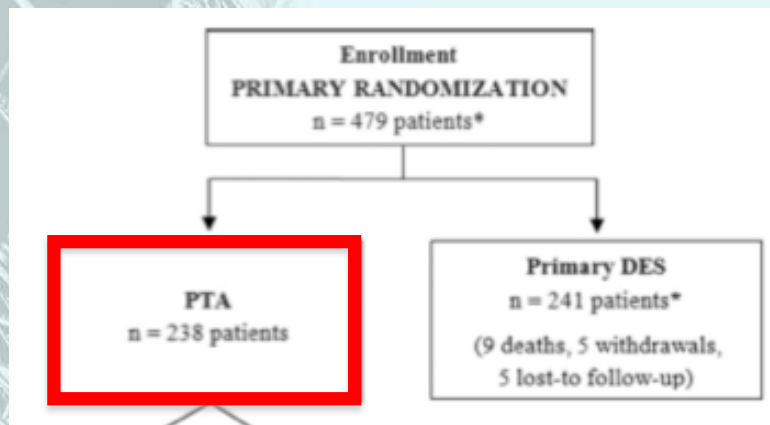 Enrollment
PRIMARY RANDOMIZATION
n = 479 patients*
PTA
n = 238 patients
Primary DES
n = 241 patients*
(9 deaths, 5 withdrawals,
5 lost-to follow-up)